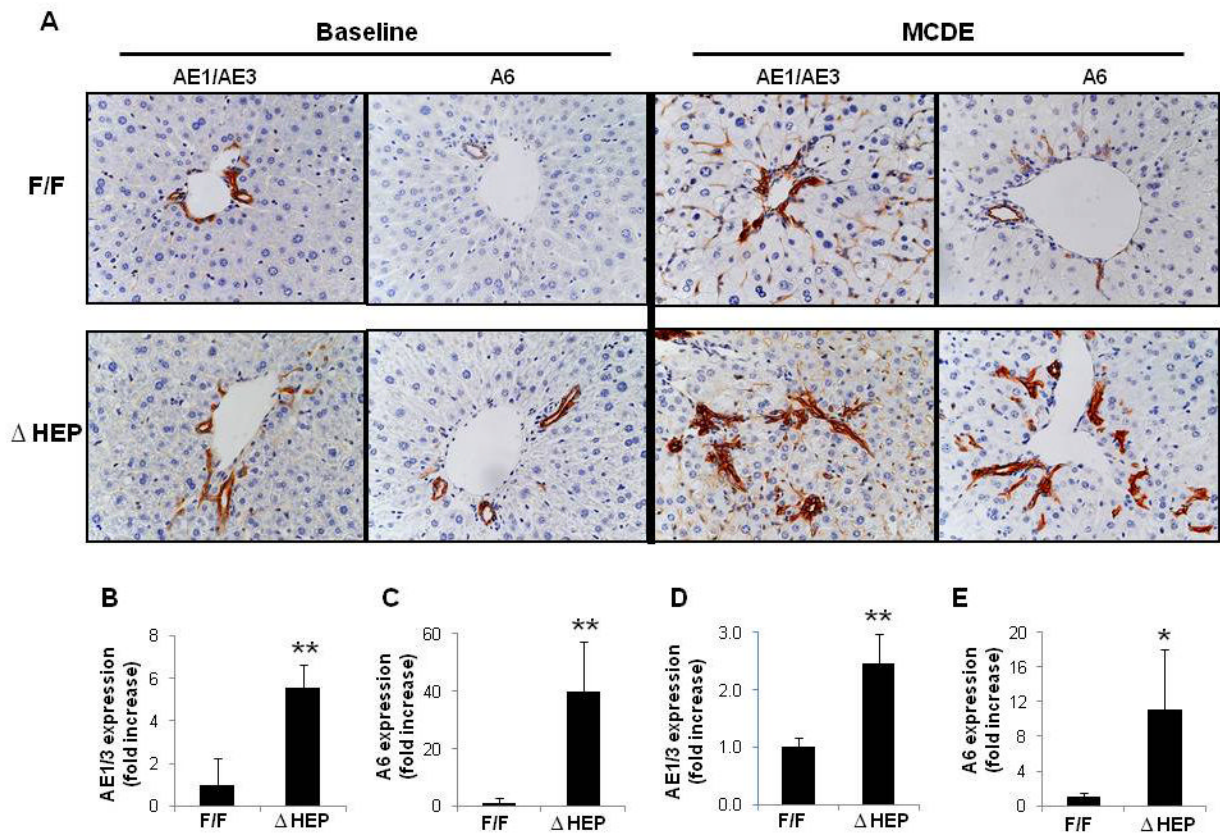 A
Baseline
MCDE
AE1/AE3
A6
AE1/AE3
A6
F/F
Δ HEP
B
AE1/3 expression
(fold increase)
8
6
4
2
0
**
F/F
Δ HEP
C
A6 expression
(fold increase)
60
40
20
0
**
F/F
Δ HEP
D
AE1/3 expression
(fold increase)
3.0
2.0
1.0
0.0
**
F/F
Δ HEP
E
A6 expression
(fold increase)
20
16
12
8
4
0
*
F/F
Δ HEP